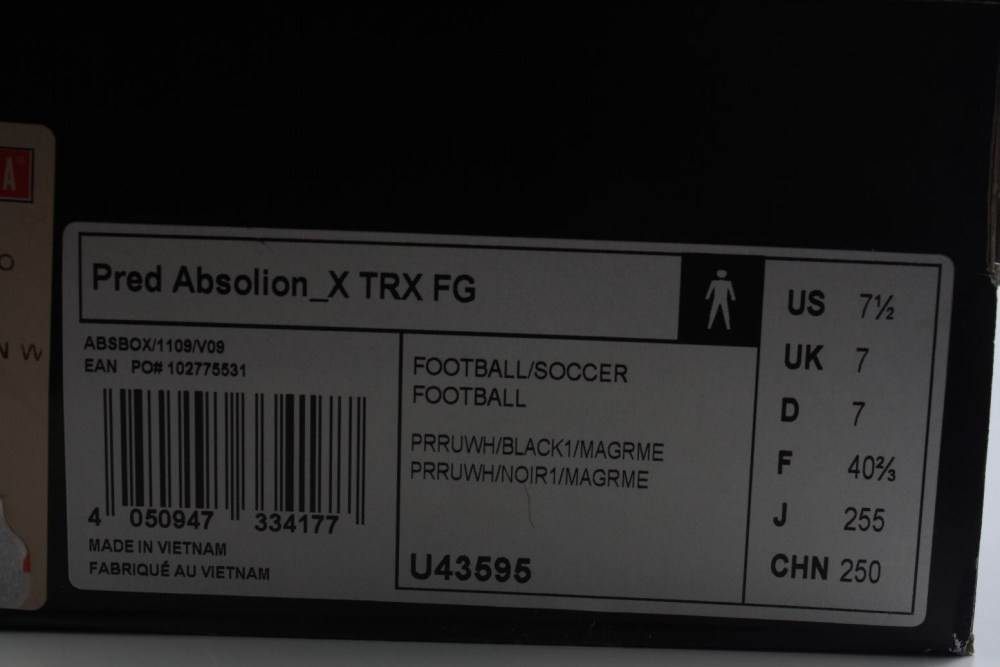 A
O
N W
Pred Absolion_X TRX FG
ABSBOX/1109/V09
EAN PO# 102775531
4 050947 334177
MADE IN VIETNAM
FABRIQUÉ AU VIETNAM
FOOTBALL/SOCCER
FOOTBALL
PRRUWH/BLACK1/MAGRME
PRRUWH/NOIR1/MAGRME
U43595
US 7½
UK 7
D 7
F 40⅔
J 255
CHN 250